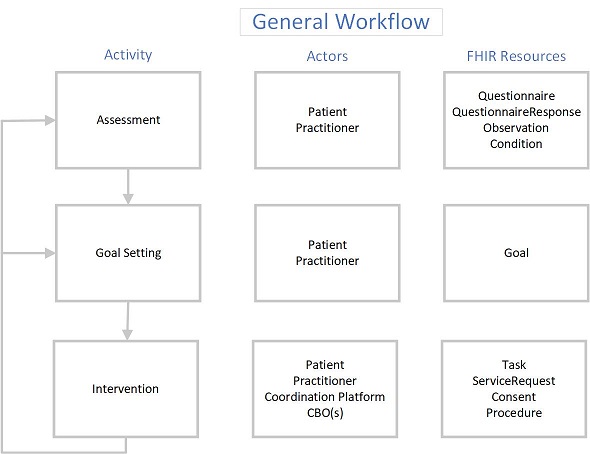 General Workflow
Activity
Actors
FHIR Resources
Assessment
Patient
Practitioner
Questionnaire
QuestionnaireResponse
Observation
Condition
Goal Setting
Patient
Practitioner
Goal
Intervention
Patient
Practitioner
Coordination Platform
CBO(s)
Task
ServiceRequest
Consent
Procedure